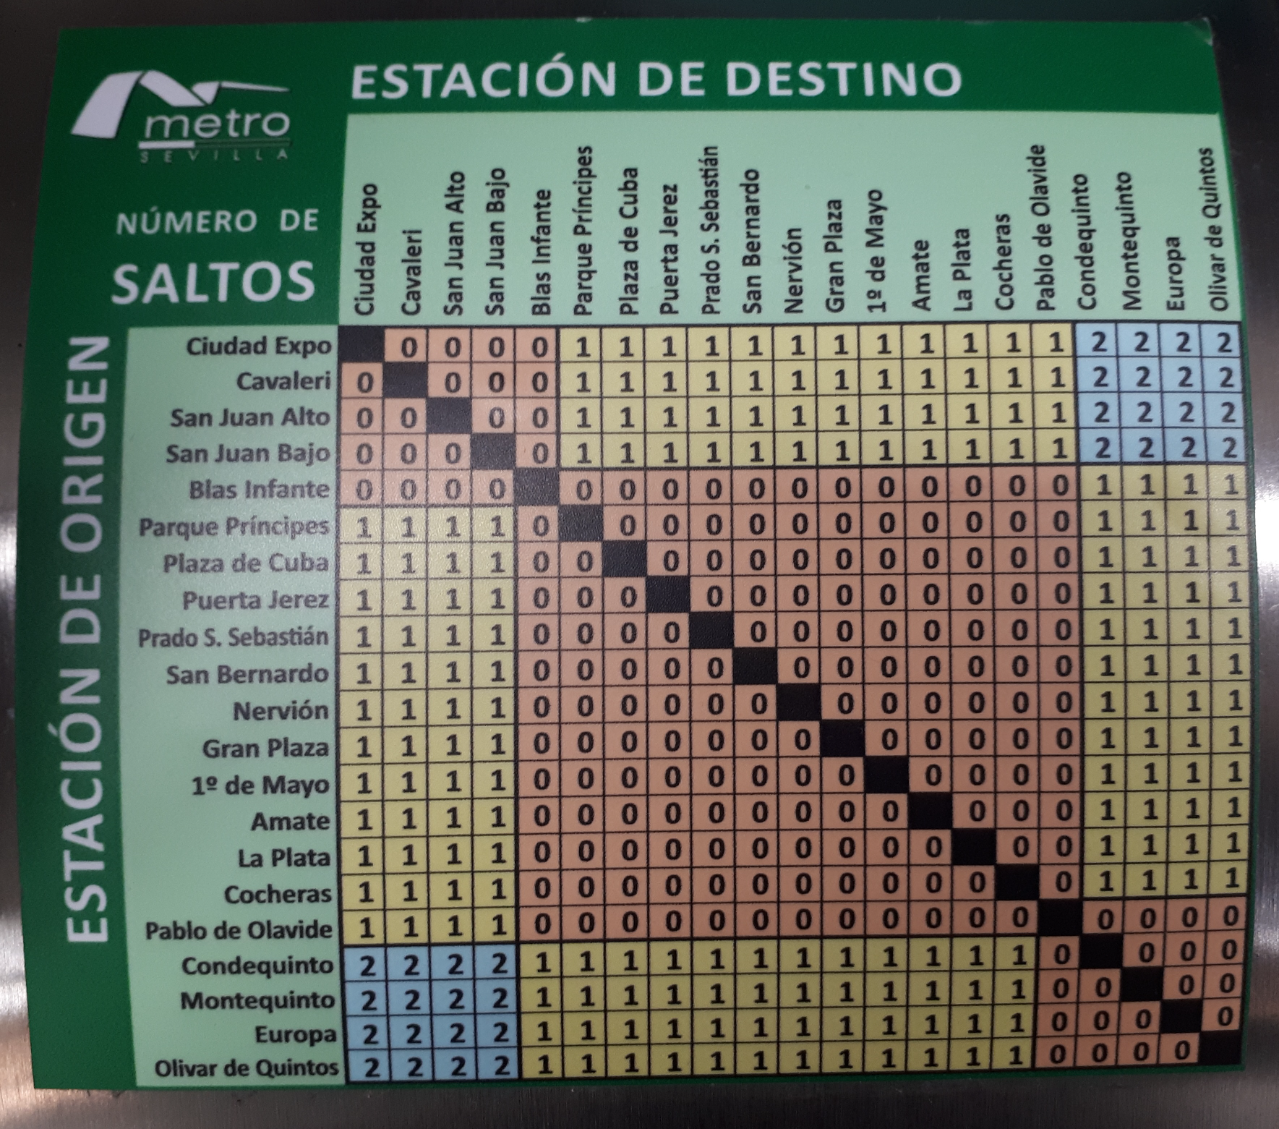 metro
SEVILLA
ESTACIÓN DE DESTINO
NÚMERO DE
SALTOS
ESTACIÓN DE ORIGEN
Ciudad Expo
Cavaleri
San Juan Alto
San Juan Bajo
Blas Infante
Parque Príncipes
Plaza de Cuba
Puerta Jerez
Prado S. Sebastián
San Bernardo
Nervión
Gran Plaza
1º de Mayo
Amate
La Plata
Cocheras
Pablo de Olavide
Condequinto
Montequinto
Europa
Olivar de Quintos
Ciudad Expo 0 0 0 0 1 1 1 1 1 1 1 1 1 1 1 1 2 2 2 2
Cavaleri 0 0 0 0 1 1 1 1 1 1 1 1 1 1 1 1 2 2 2 2
San Juan Alto 0 0 0 0 1 1 1 1 1 1 1 1 1 1 1 1 2 2 2 2
San Juan Bajo 0 0 0 0 1 1 1 1 1 1 1 1 1 1 1 1 2 2 2 2
Blas Infante 0 0 0 0 0 0 0 0 0 0 0 0 0 0 0 0 1 1 1 1
Parque Príncipes 1 1 1 1 0 0 0 0 0 0 0 0 0 0 0 0 1 1 1 1
Plaza de Cuba 1 1 1 1 0 0 0 0 0 0 0 0 0 0 0 0 1 1 1 1
Puerta Jerez 1 1 1 1 0 0 0 0 0 0 0 0 0 0 0 0 1 1 1 1
Prado S. Sebastián 1 1 1 1 0 0 0 0 0 0 0 0 0 0 0 0 1 1 1 1
San Bernardo 1 1 1 1 0 0 0 0 0 0 0 0 0 0 0 0 1 1 1 1
Nervión 1 1 1 1 0 0 0 0 0 0 0 0 0 0 0 0 1 1 1 1
Gran Plaza 1 1 1 1 0 0 0 0 0 0 0 0 0 0 0 0 1 1 1 1
1º de Mayo 1 1 1 1 0 0 0 0 0 0 0 0 0 0 0 0 1 1 1 1
Amate 1 1 1 1 0 0 0 0 0 0 0 0 0 0 0 0 1 1 1 1
La Plata 1 1 1 1 0 0 0 0 0 0 0 0 0 0 0 0 1 1 1 1
Cocheras 1 1 1 1 0 0 0 0 0 0 0 0 0 0 0 0 1 1 1 1
Pablo de Olavide 1 1 1 1 0 0 0 0 0 0 0 0 0 0 0 0 0 0 0 0
Condequinto 2 2 2 2 1 1 1 1 1 1 1 1 1 1 1 1 0 0 0 0
Montequinto 2 2 2 2 1 1 1 1 1 1 1 1 1 1 1 1 0 0 0 0
Europa 2 2 2 2 1 1 1 1 1 1 1 1 1 1 1 1 0 0 0 0
Olivar de Quintos 2 2 2 2 1 1 1 1 1 1 1 1 1 1 1 1 0 0 0 0